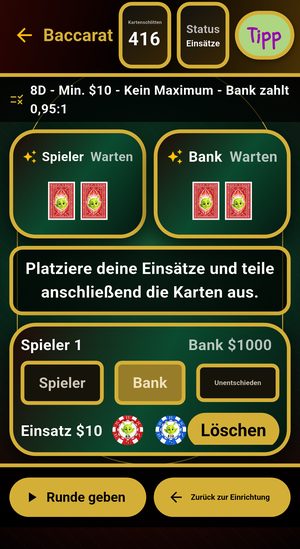 Baccarat
Kartenschlitten
416
Status
Einsätze
Tipp
8D - Min. $10 - Kein Maximum - Bank zahlt
0,95:1
Spieler Warten
Bank Warten
Platziere deine Einsätze und teile
anschließend die Karten aus.
Spieler 1
Bank $1000
Spieler
Bank
Unentschieden
Einsatz $10
Löschen
Runde geben
Zurück zur Einrichtung